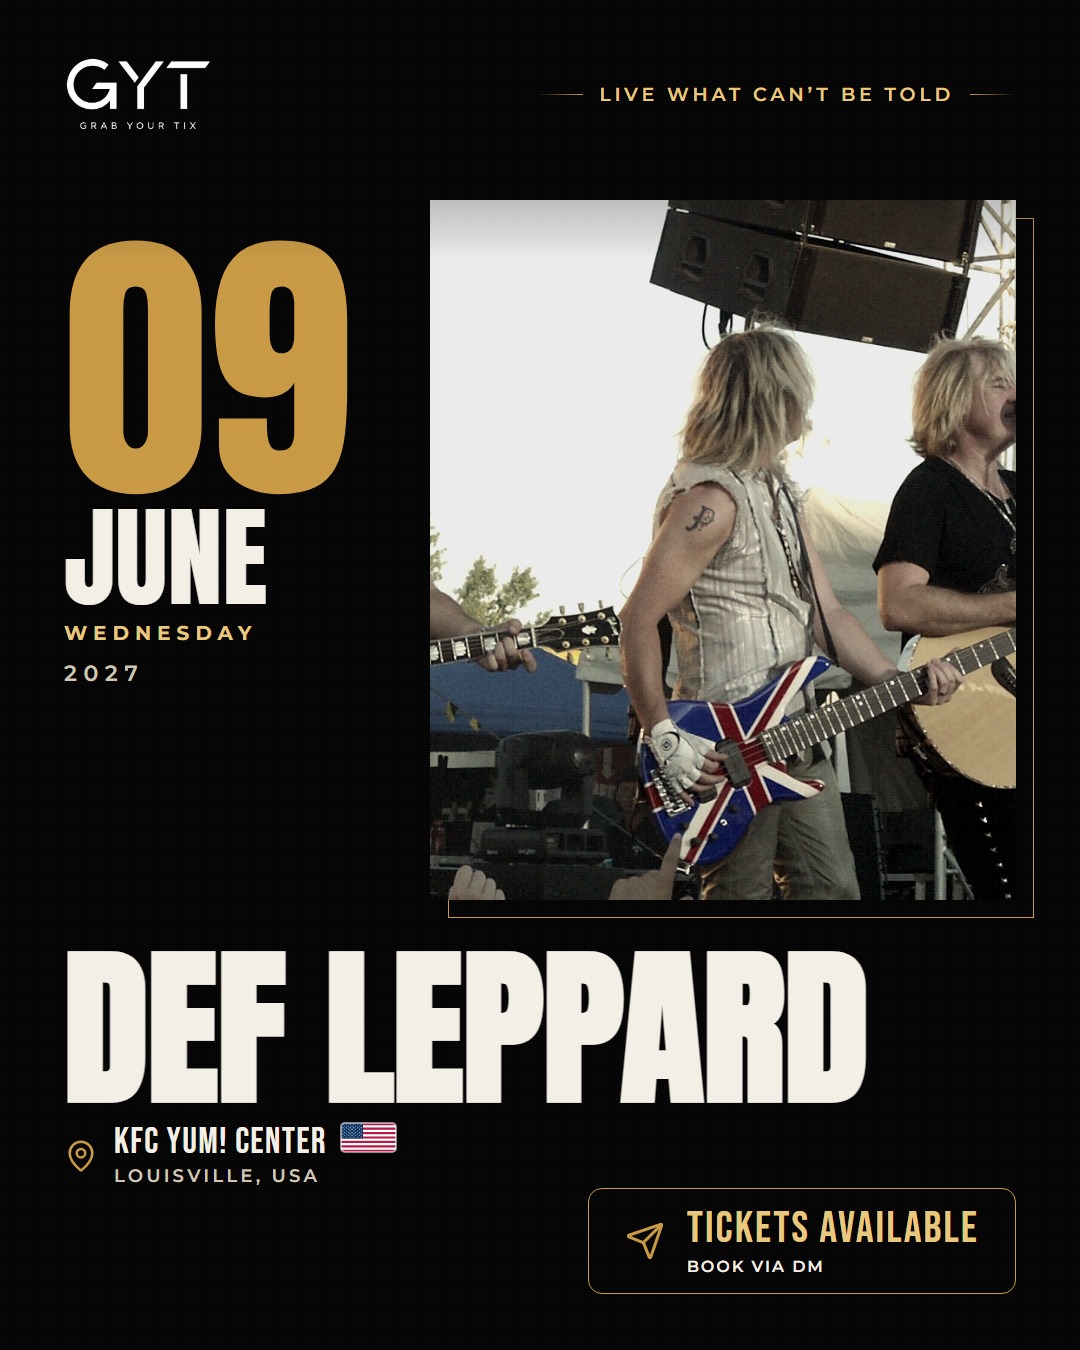 GYT
GRAB YOUR TIX
LIVE WHAT CAN’T BE TOLD
09
JUNE
WEDNESDAY
2027
DEF LEPPARD
KFC YUM! CENTER
LOUISVILLE, USA
TICKETS AVAILABLE
BOOK VIA DM